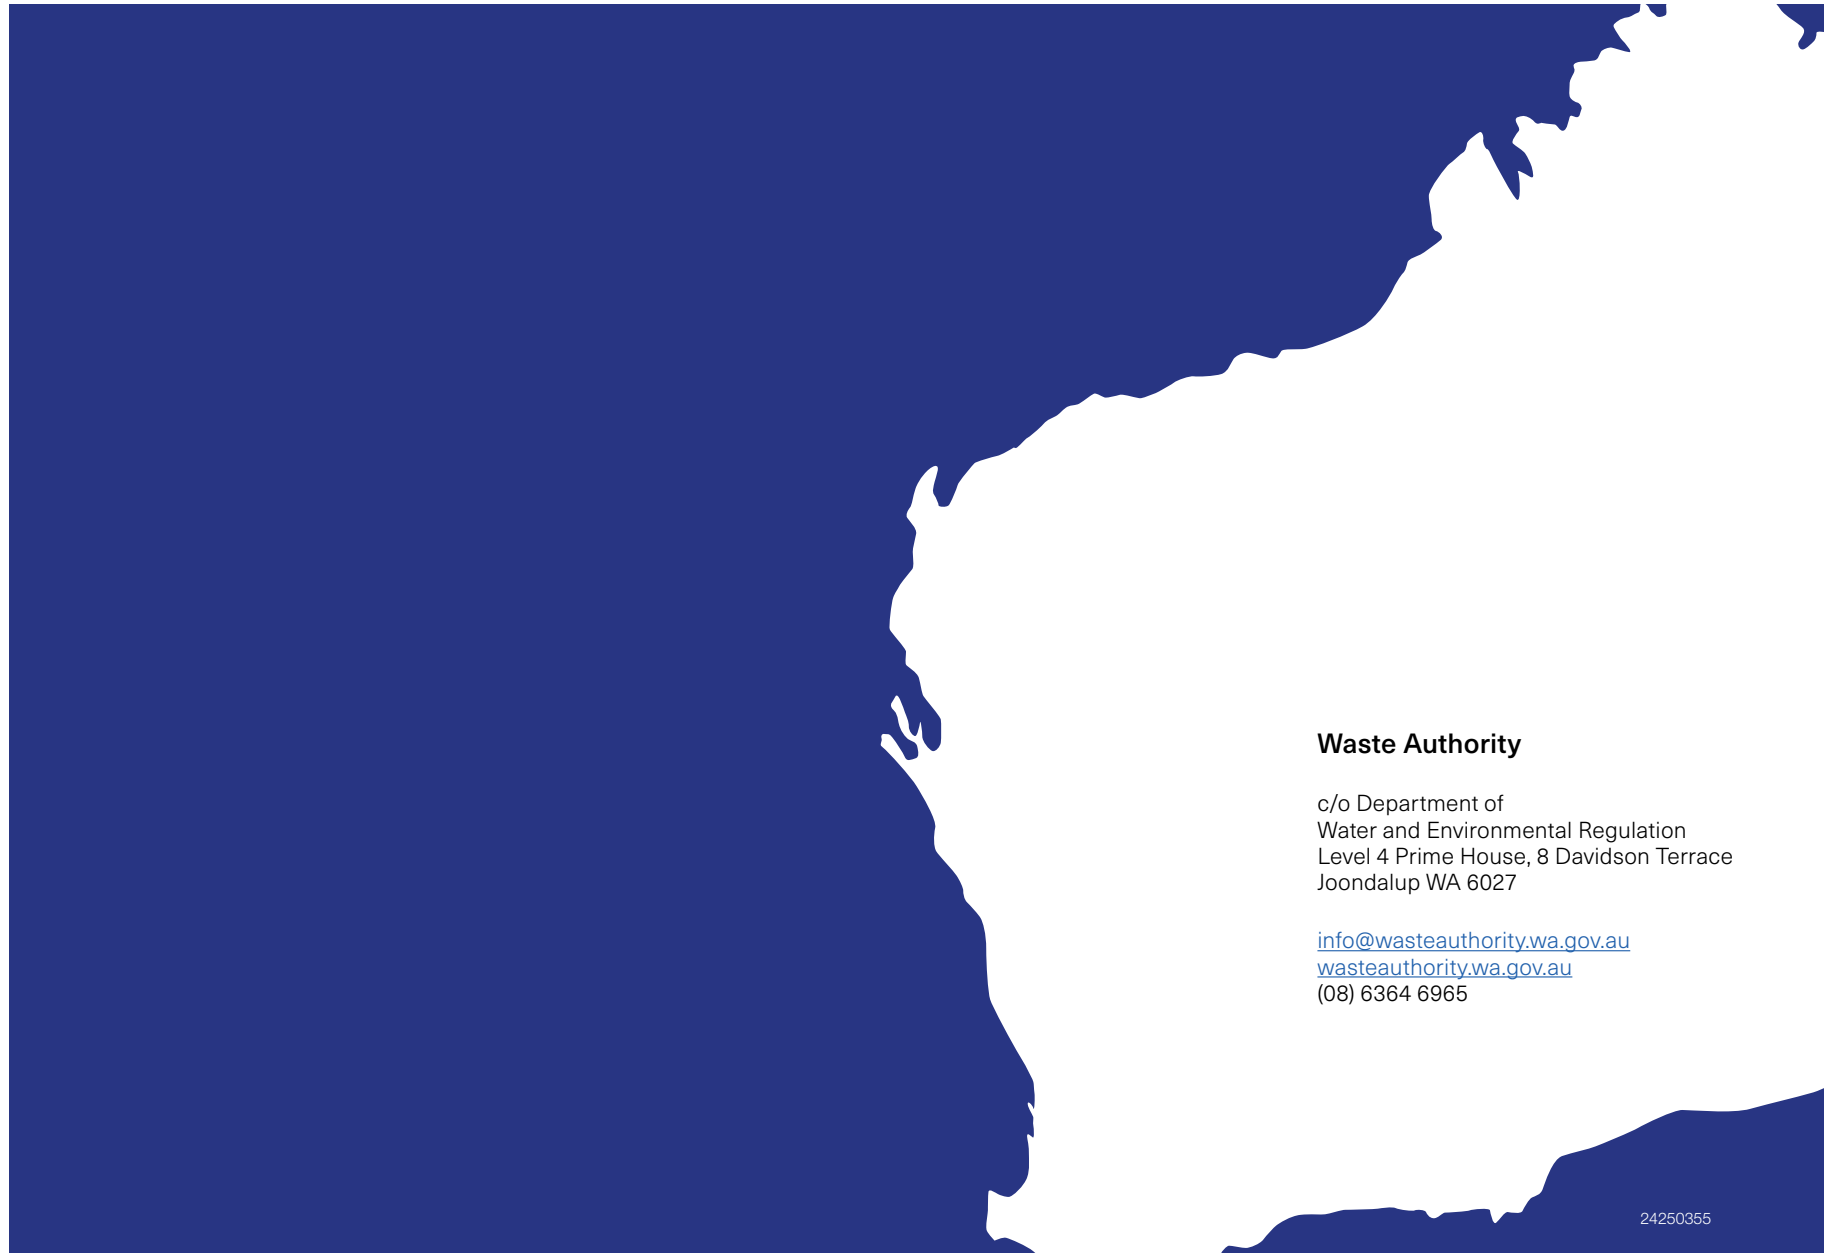 Waste Authority
c/o Department of
Water and Environmental Regulation
Level 4 Prime House, 8 Davidson Terrace
Joondalup WA 6027
info@wasteauthority.wa.gov.au
wasteauthority.wa.gov.au
(08) 6364 6965
24250355